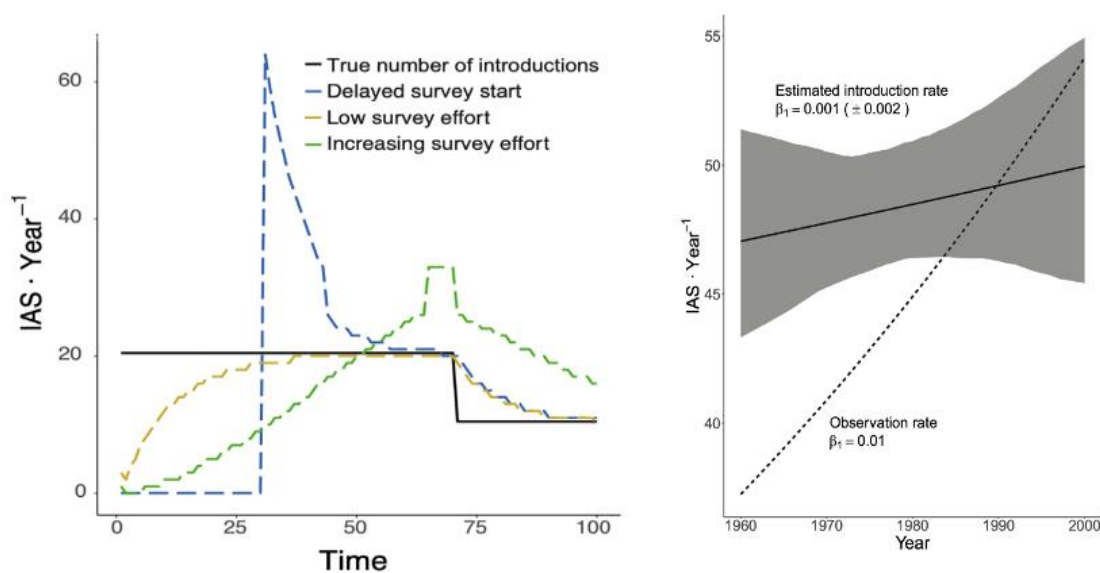 True number of introductions
Delayed survey start
Low survey effort
Increasing survey effort
IAS · Year⁻¹
60
40
20
0
0 25 50 75 100
Time
Estimated introduction rate
β₁ = 0.001 ( ± 0.002 )
Observation rate
β₁ = 0.01
IAS · Year⁻¹
55
50
45
40
1960 1970 1980 1990 2000
Year